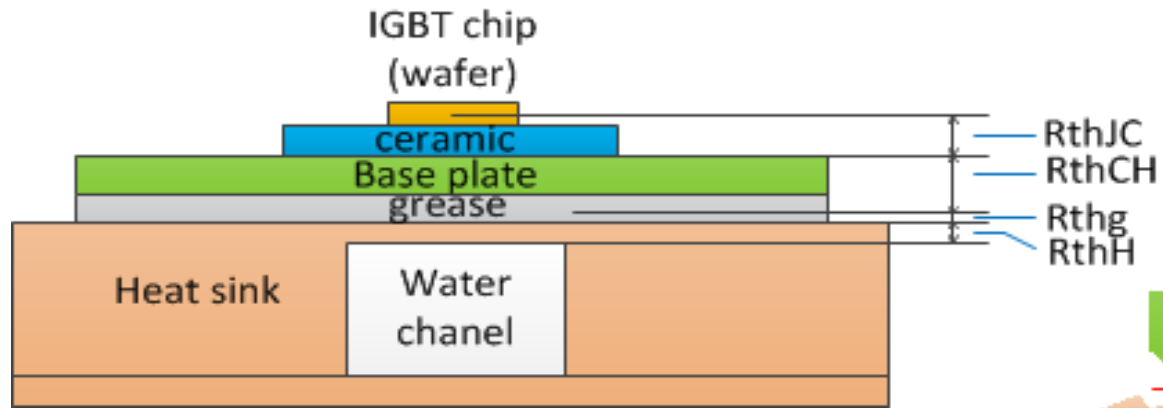 IGBT chip
(wafer)
ceramic
Base plate
grease
Heat sink
Water
chanel
RthJC
RthCH
Rthg
RthH